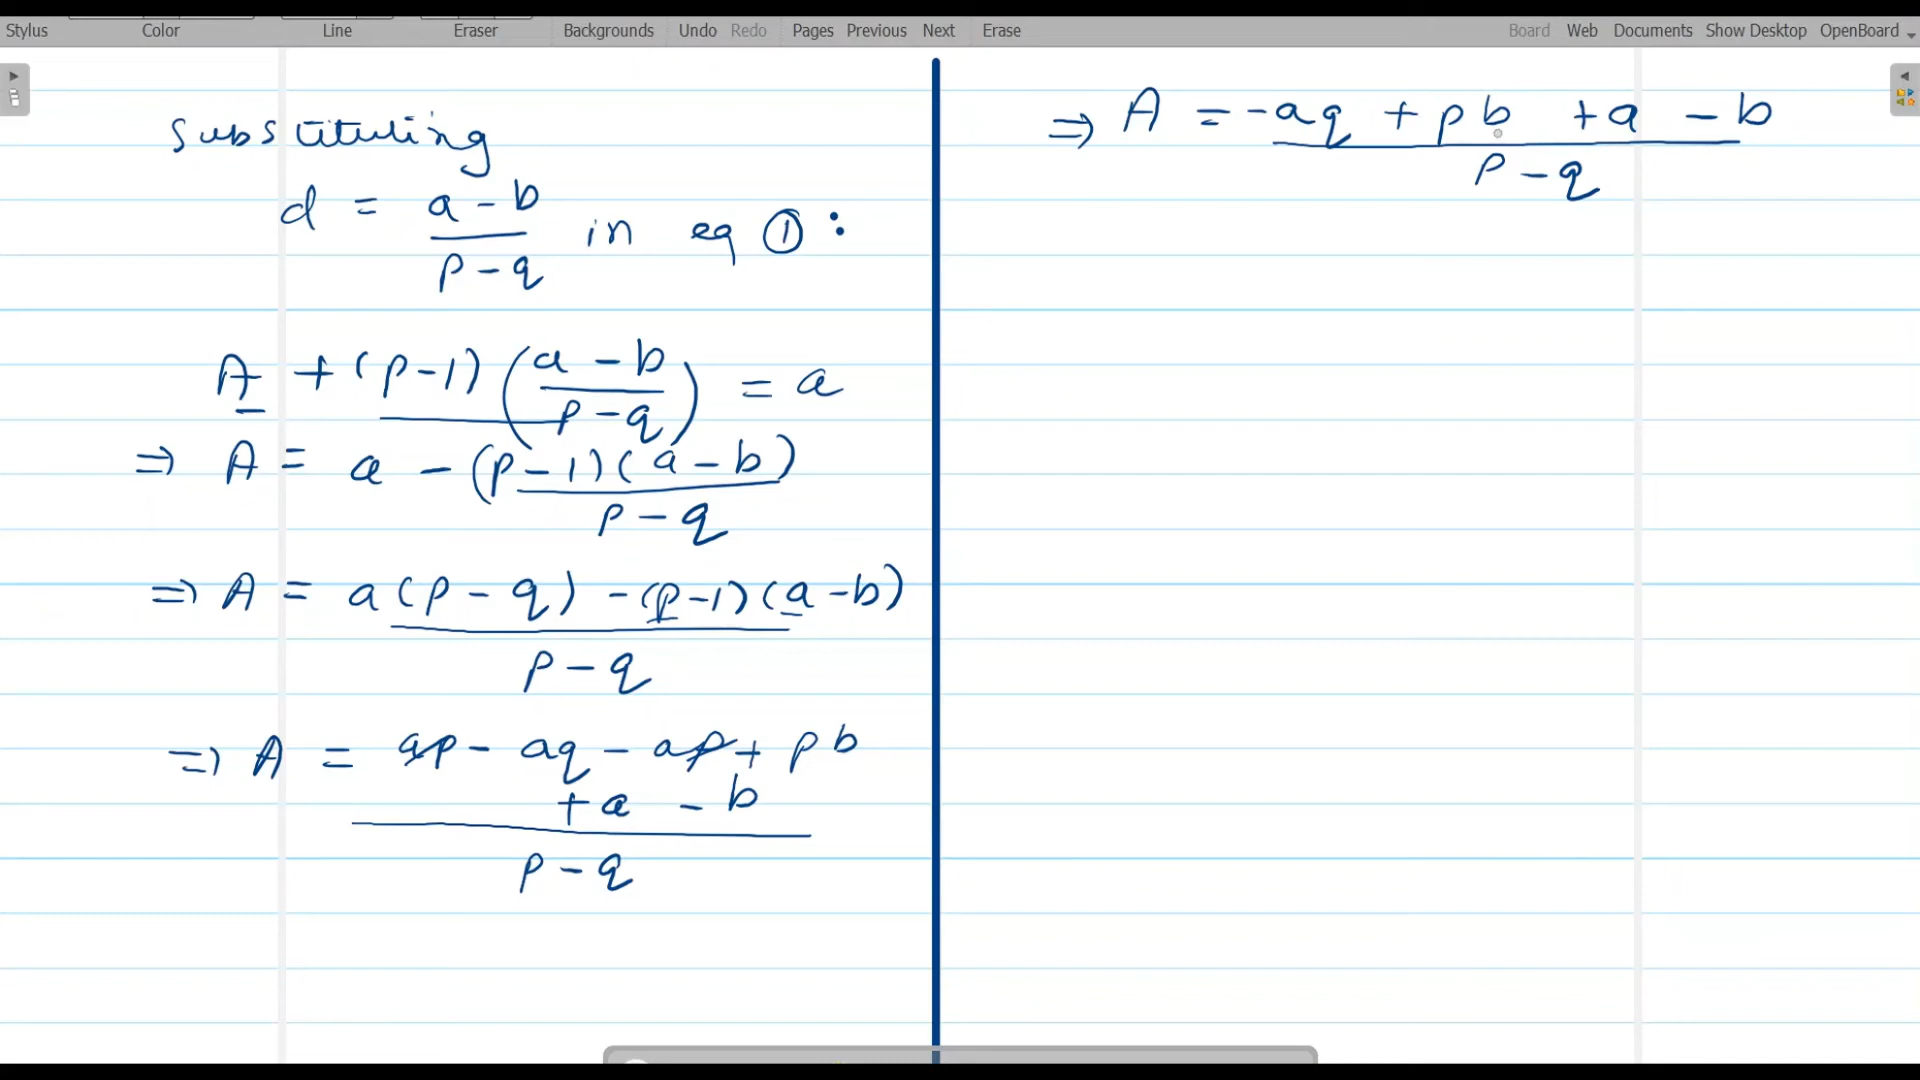 Stylus Color Line Eraser Backgrounds Undo Redo Pages Previous Next Erase Board Web Documents Show Desktop OpenBoard
substituting
d = a - b
p - q
in eq ① :
A + (p-1) (a - b / p - q) = a
⇒ A = a - (p - 1)(a - b)
p - q
⇒ A = a(p - q) - (p-1)(a-b)
p - q
⇒ A = ap - aq - ap + pb
+ a - b
p - q
⇒ A = -aq + pb + a - b
p - q